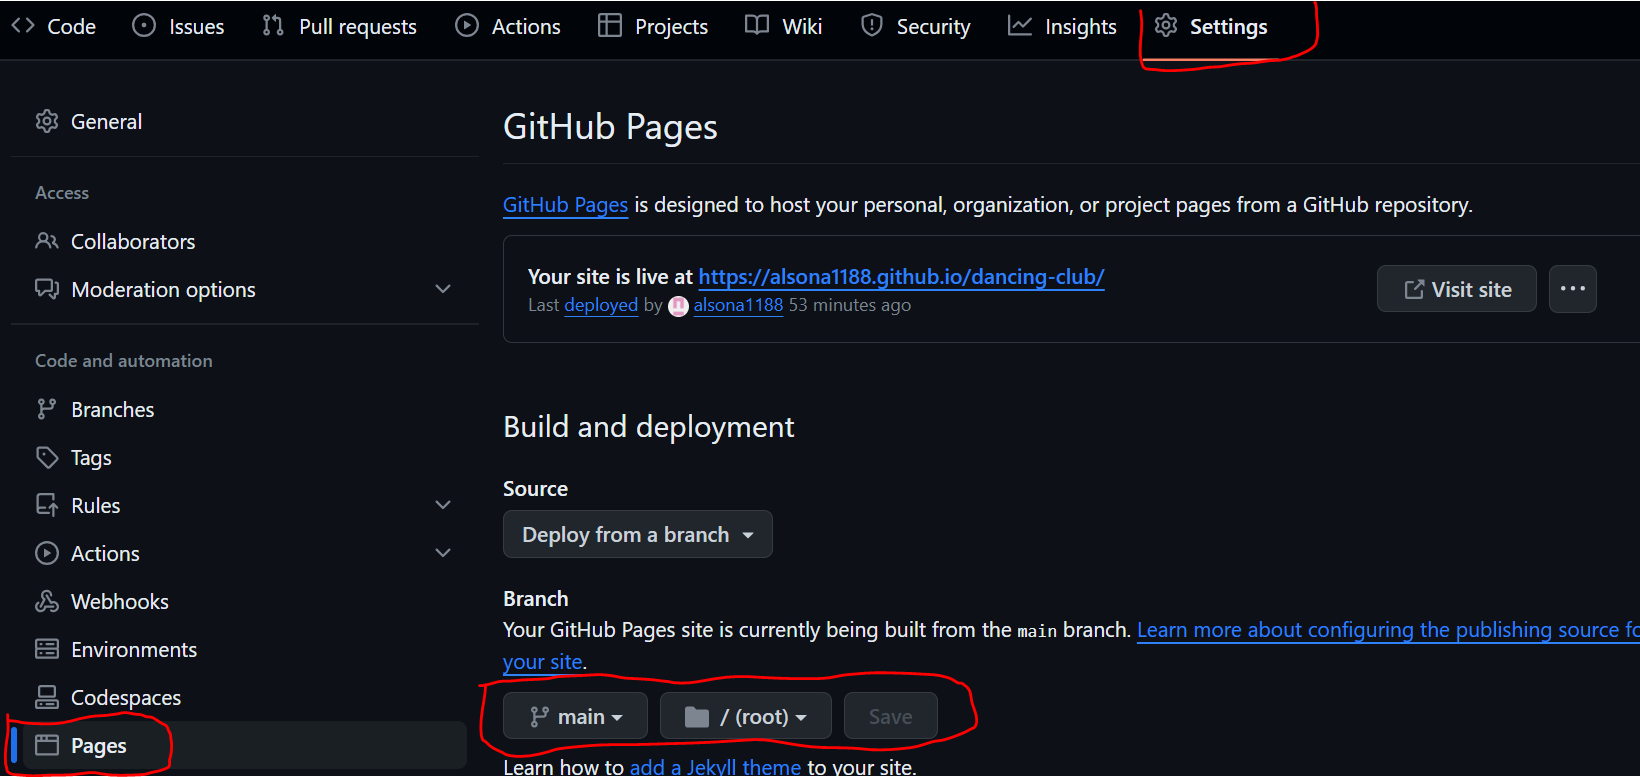 Code Issues Pull requests Actions Projects Wiki Security Insights Settings
General
Access
Collaborators
Moderation options
Code and automation
Branches
Tags
Rules
Actions
Webhooks
Environments
Codespaces
Pages
GitHub Pages
GitHub Pages is designed to host your personal, organization, or project pages from a GitHub repository.
Your site is live at https://alsona1188.github.io/dancing-club/
Last deployed by alsona1188 53 minutes ago
Visit site
Build and deployment
Source
Deploy from a branch
Branch
Your GitHub Pages site is currently being built from the main branch. Learn more about configuring the publishing source fo
your site.
main / (root) Save
Learn how to add a Jekyll theme to your site.